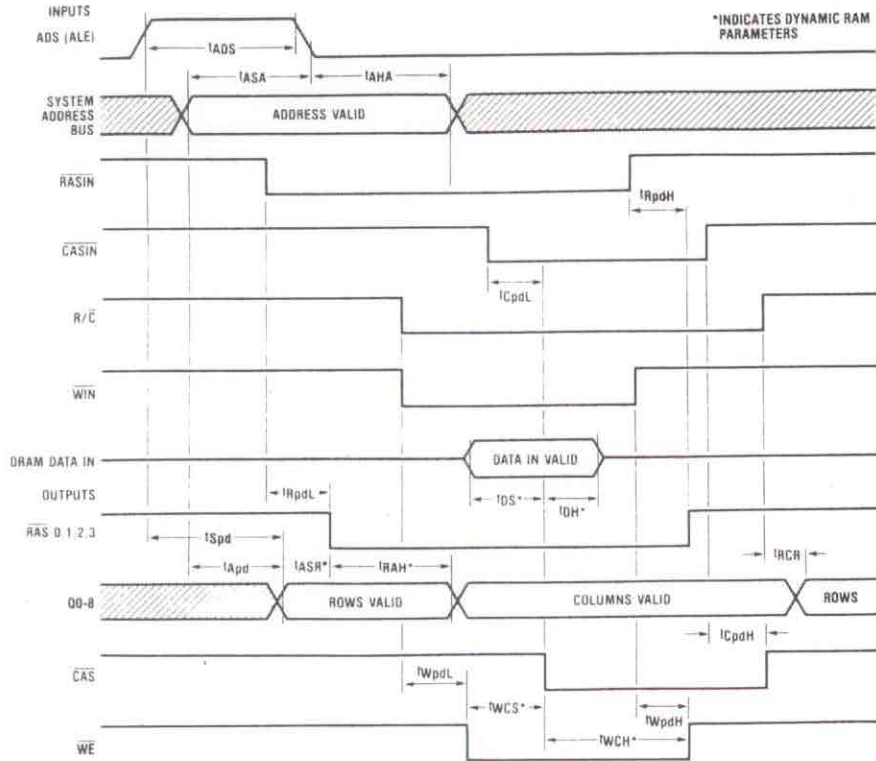 INPUTS
ADS (ALE)
*INDICATES DYNAMIC RAM
PARAMETERS
tADS
tASA
tAHA
SYSTEM
ADDRESS
BUS
ADDRESS VALID
RASIN
tRpdH
CASIN
tCpdL
R/C
WIN
DRAM DATA IN
DATA IN VALID
OUTPUTS
tRpdL
tDS*
tDH*
RAS 0,1,2,3
tSpd
tRCR
tApd
tASR*
tRAH*
Q0-8
ROWS VALID
COLUMNS VALID
ROWS
tCpdH
CAS
tWpdL
tWCS*
tWpdH
WE
tWCH*